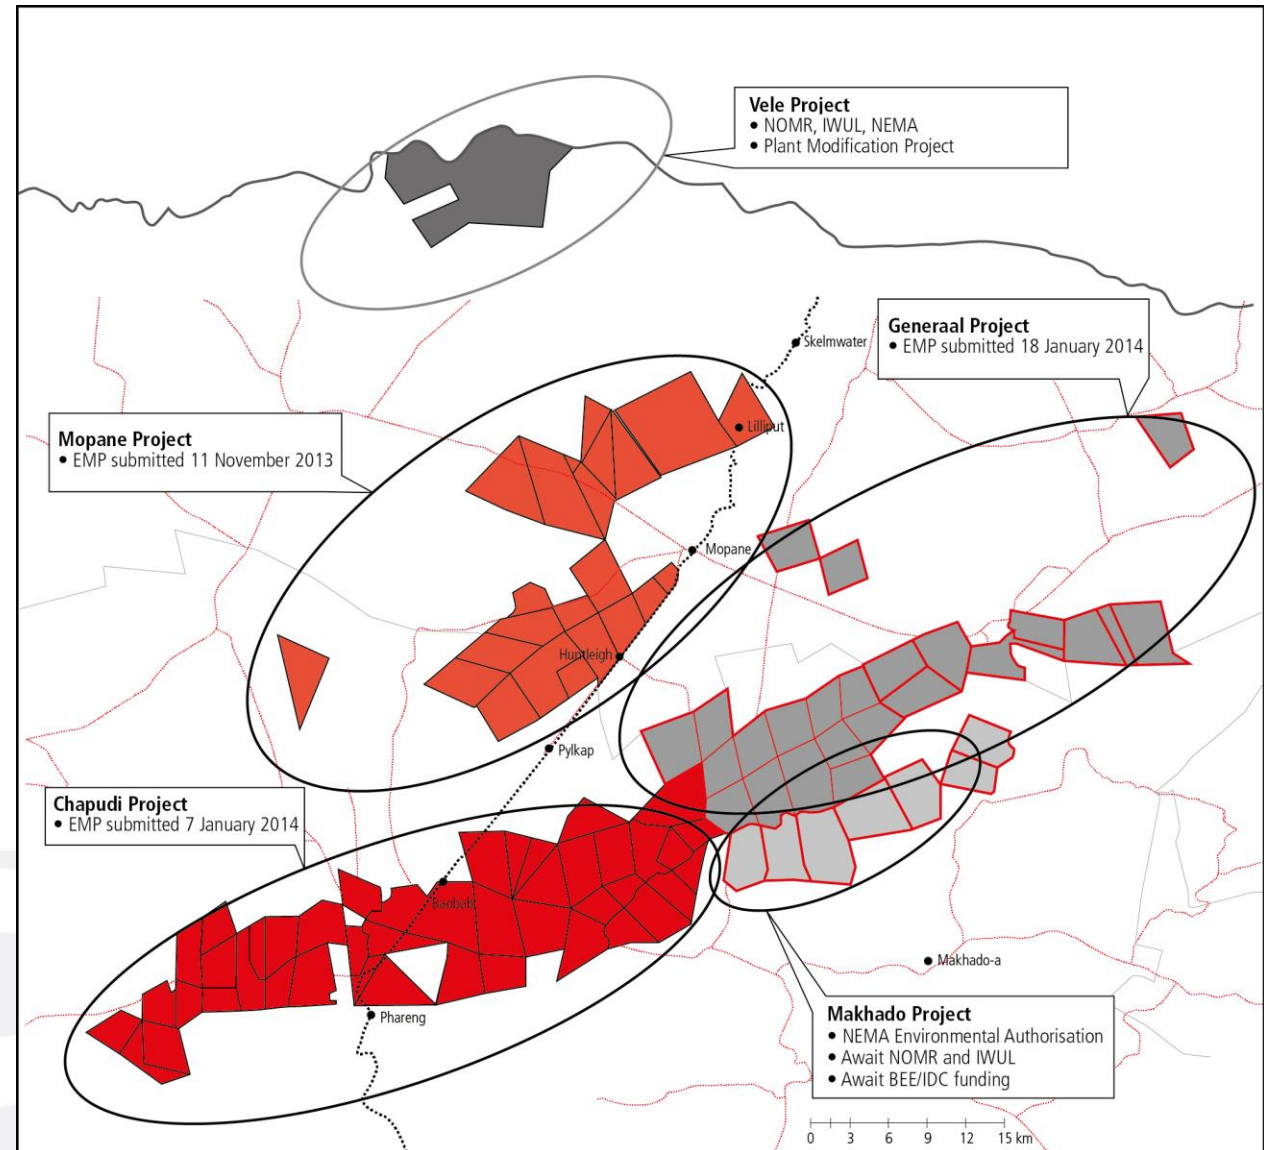 Vele Project
• NOMR, IWUL, NEMA
• Plant Modification Project
Generaal Project
• EMP submitted 18 January 2014
Skelmwater
Mopane Project
• EMP submitted 11 November 2013
Lilliput
Mopane
Huntleigh
Pylkap
Chapudi Project
• EMP submitted 7 January 2014
Baobab
Makhado-a
Phareng
Makhado Project
• NEMA Environmental Authorisation
• Await NOMR and IWUL
• Await BEE/IDC funding
0 3 6 9 12 15 km